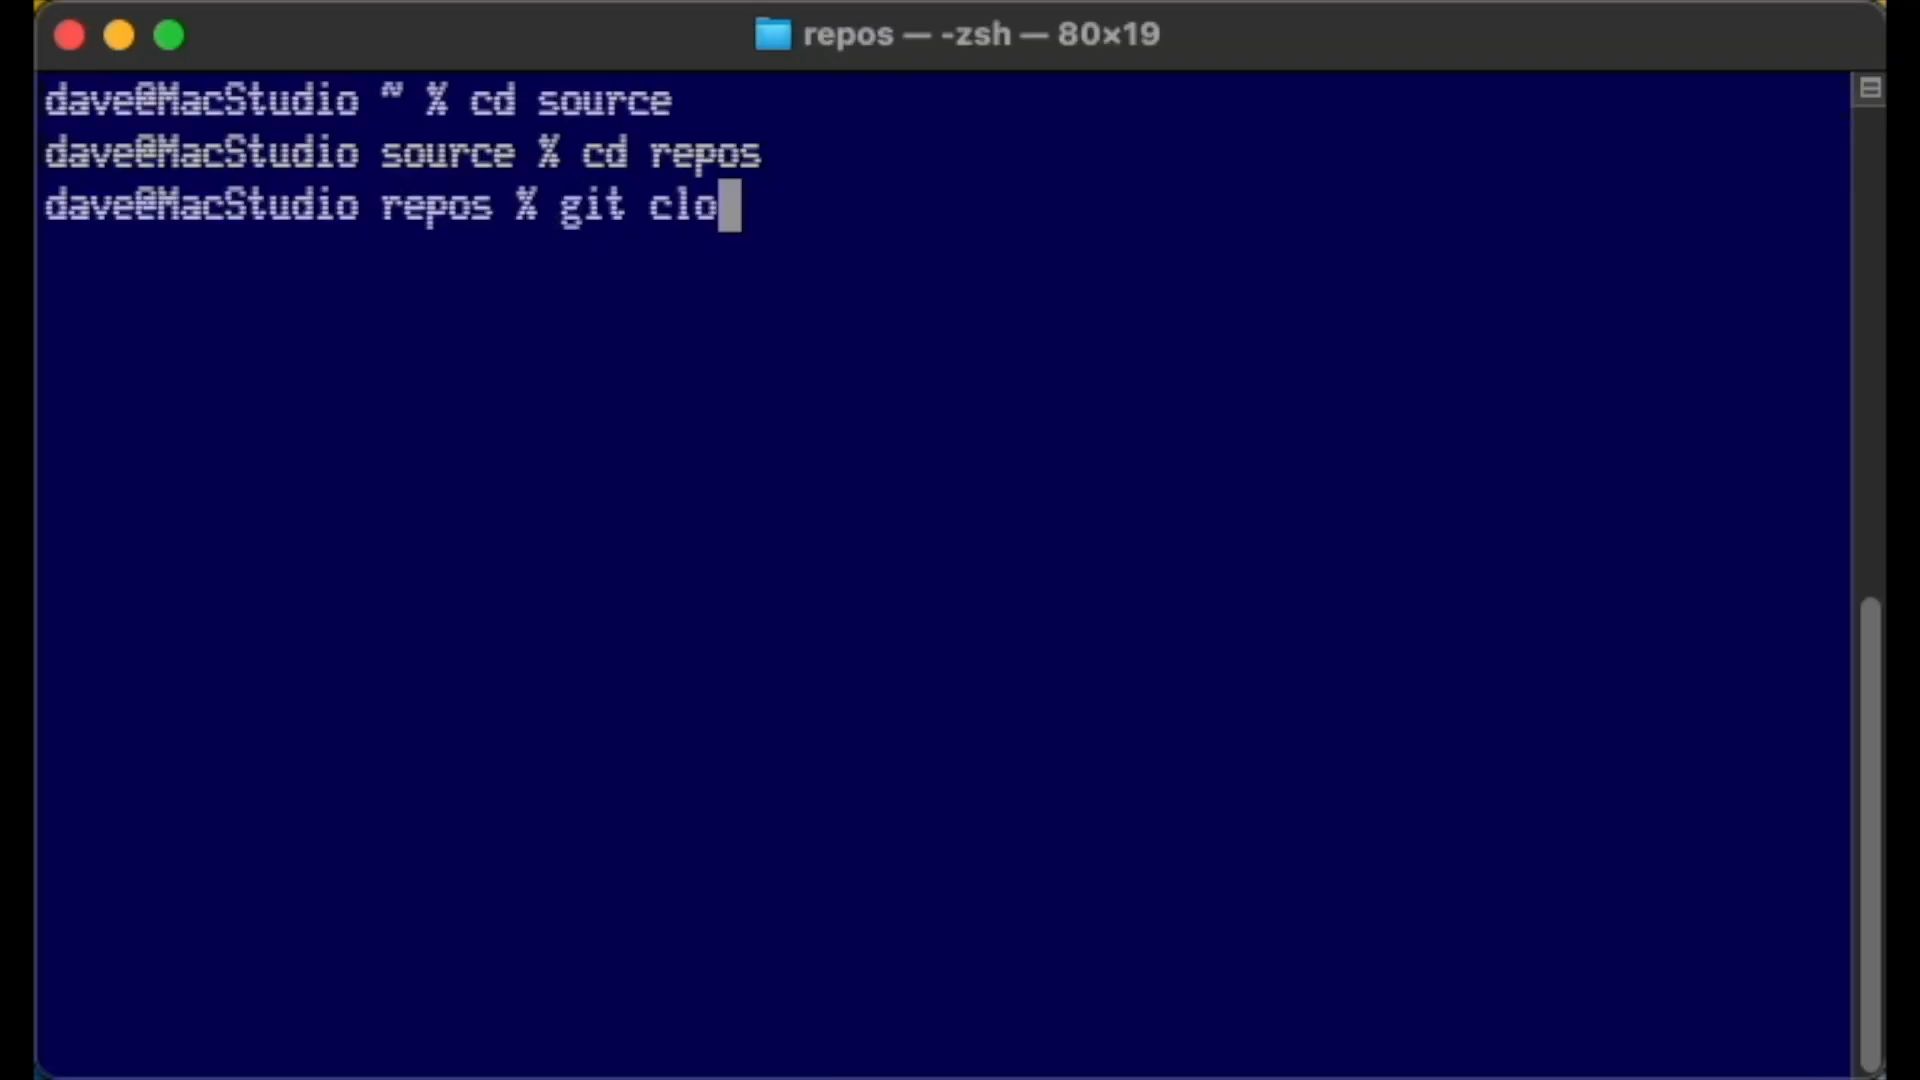 repos — -zsh — 80×19
dave@MacStudio ~ % cd source
dave@MacStudio source % cd repos
dave@MacStudio repos % git clo